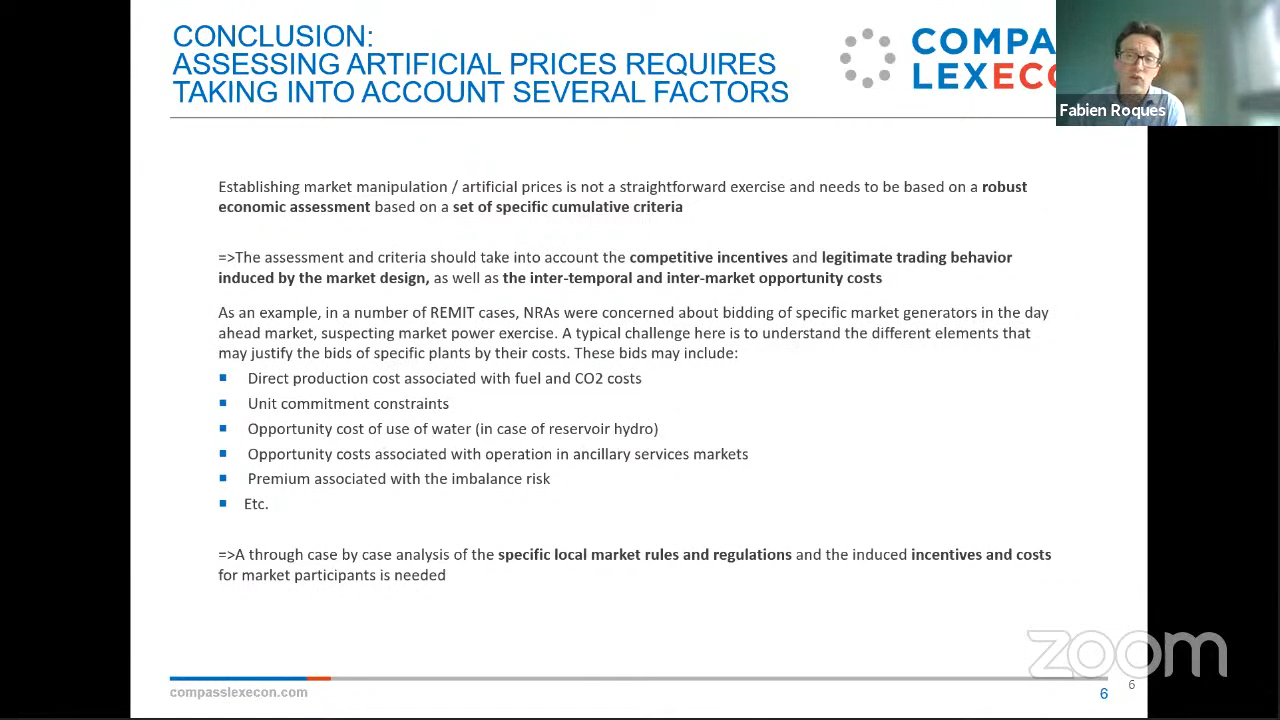 CONCLUSION:
ASSESSING ARTIFICIAL PRICES REQUIRES
TAKING INTO ACCOUNT SEVERAL FACTORS
COMPA
LEXECO
Fabien Roques
Establishing market manipulation / artificial prices is not a straightforward exercise and needs to be based on a robust
economic assessment based on a set of specific cumulative criteria
=>The assessment and criteria should take into account the competitive incentives and legitimate trading behavior
induced by the market design, as well as the inter-temporal and inter-market opportunity costs
As an example, in a number of REMIT cases, NRAs were concerned about bidding of specific market generators in the day
ahead market, suspecting market power exercise. A typical challenge here is to understand the different elements that
may justify the bids of specific plants by their costs. These bids may include:
Direct production cost associated with fuel and CO2 costs
Unit commitment constraints
Opportunity cost of use of water (in case of reservoir hydro)
Opportunity costs associated with operation in ancillary services markets
Premium associated with the imbalance risk
Etc.
=>A through case by case analysis of the specific local market rules and regulations and the induced incentives and costs
for market participants is needed
zoom
compasslexecon.com
6
6